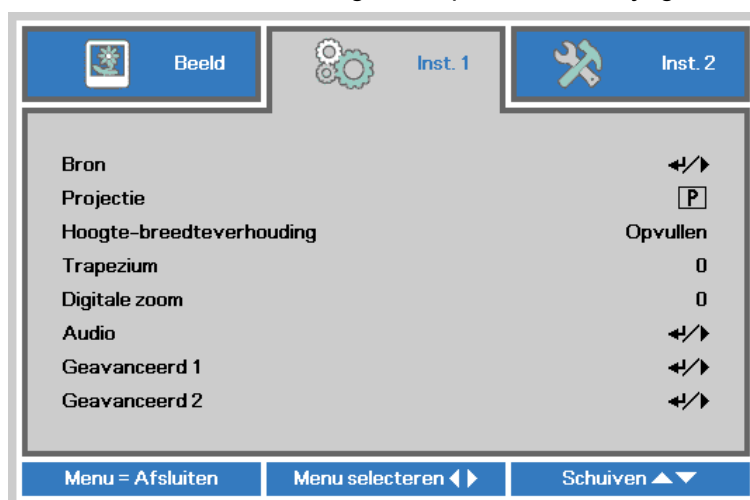 Beeld Inst. 1 Inst. 2
Bron ↵/▶
Projectie P
Hoogte-breedteverhouding Opvullen
Trapezium 0
Digitale zoom 0
Audio ↵/▶
Geavanceerd 1 ↵/▶
Geavanceerd 2 ↵/▶
Menu = Afsluiten Menu selecteren ◀▶ Schuiven ▲▼